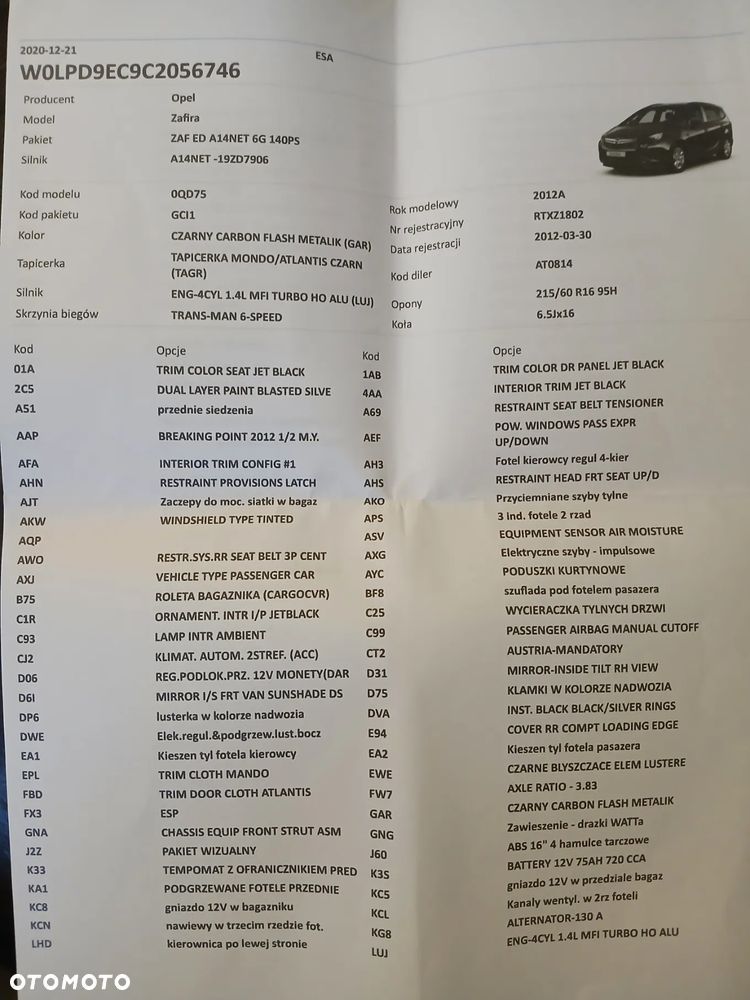 2020-12-21
ESA
W0LPD9EC9C2056746
Producent Opel
Model Zafira
Pakiet ZAF ED A14NET 6G 140PS
Silnik A14NET -19ZD7906
Kod modelu 0QD75
Rok modelowy 2012A
Kod pakietu GCI1
Nr rejestracyjny RTXZ1802
Kolor CZARNY CARBON FLASH METALIK (GAR)
Data rejestracji 2012-03-30
Tapicerka TAPICERKA MONDO/ATLANTIS CZARN
(TAGR)
Kod diler AT0814
Silnik ENG-4CYL 1.4L MFI TURBO HO ALU (LUJ)
Opony 215/60 R16 95H
Skrzynia biegów TRANS-MAN 6-SPEED
Koła 6.5Jx16
Kod Opcje
01A TRIM COLOR SEAT JET BLACK
2C5 DUAL LAYER PAINT BLASTED SILVE
A51 przednie siedzenia
AAP BREAKING POINT 2012 1/2 M.Y.
AFA INTERIOR TRIM CONFIG #1
AHN RESTRAINT PROVISIONS LATCH
AJT Zaczepy do moc. siatki w bagaz
AKW WINDSHIELD TYPE TINTED
AQP
AWO RESTR.SYS.RR SEAT BELT 3P CENT
AXJ VEHICLE TYPE PASSENGER CAR
B75 ROLETA BAGAZNIKA (CARGOCVR)
C1R ORNAMENT. INTR I/P JETBLACK
C93 LAMP INTR AMBIENT
CJ2 KLIMAT. AUTOM. 2STREF. (ACC)
D06 REG.PODLOK.PRZ. 12V MONETY(DAR
D6I MIRROR I/S FRT VAN SUNSHADE DS
DP6 lusterka w kolorze nadwozia
DWE Elek.regul.&podgrzew.lust.bocz
EA1 Kieszen tyl fotela kierowcy
EPL TRIM CLOTH MANDO
FBD TRIM DOOR CLOTH ATLANTIS
FX3 ESP
GNA CHASSIS EQUIP FRONT STRUT ASM
J2Z PAKIET WIZUALNY
K33 TEMPOMAT Z OFRANICZNIKIEM PRED
KA1 PODGRZEWANE FOTELE PRZEDNIE
KC8 gniazdo 12V w bagazniku
KCN nawiewy w trzecim rzedzie fot.
LHD kierownica po lewej stronie
Kod Opcje
1AB TRIM COLOR DR PANEL JET BLACK
4AA INTERIOR TRIM JET BLACK
A69 RESTRAINT SEAT BELT TENSIONER
AEF POW. WINDOWS PASS EXPR
UP/DOWN
AH3 Fotel kierowcy regul 4-kier
AHS RESTRAINT HEAD FRT SEAT UP/D
AKO Przyciemniane szyby tylne
APS 3 ind. fotele 2 rzad
ASV EQUIPMENT SENSOR AIR MOISTURE
AXG Elektryczne szyby - impulsowe
AYC PODUSZKI KURTYNOWE
BF8 szuflada pod fotelem pasazera
C25 WYCIERACZKA TYLNYCH DRZWI
C99 PASSENGER AIRBAG MANUAL CUTOFF
CT2 AUSTRIA-MANDATORY
D31 MIRROR-INSIDE TILT RH VIEW
D75 KLAMKI W KOLORZE NADWOZIA
DVA INST. BLACK BLACK/SILVER RINGS
E94 COVER RR COMPT LOADING EDGE
EA2 Kieszen tyl fotela pasazera
EWE CZARNE BLYSZCZACE ELEM LUSTERE
FW7 AXLE RATIO - 3.83
GAR CZARNY CARBON FLASH METALIK
GNG Zawieszenie - drazki WATTa
J60 ABS 16" 4 hamulce tarczowe
K3S BATTERY 12V 75AH 720 CCA
KC5 gniazdo 12V w przedziale bagaz
KCL Kanaly wentyl. w 2rz foteli
KG8 ALTERNATOR-130 A
LUJ ENG-4CYL 1.4L MFI TURBO HO ALU
OTOMOTO